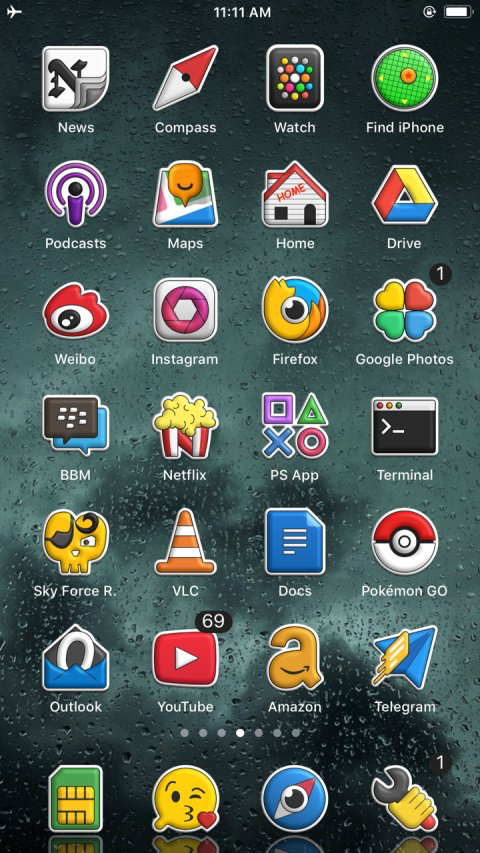 11:11 AM
News Compass Watch Find iPhone
HOME
Podcasts Maps Home Drive
1
Weibo Instagram Firefox Google Photos
BBM Netflix PS App Terminal
Sky Force R. VLC Docs Pokémon GO
69
Outlook YouTube Amazon Telegram
1